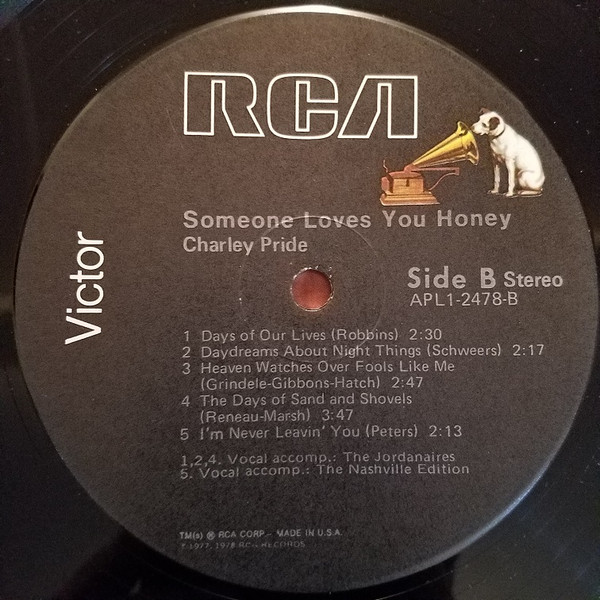 RCA
Victor
Someone Loves You Honey
Charley Pride
Side B Stereo
APL1-2478-B
1 Days of Our Lives (Robbins) 2:30
2 Daydreams About Night Things (Schweers) 2:17
3 Heaven Watches Over Fools Like Me
(Grindele-Gibbons-Hatch) 2:47
4 The Days of Sand and Shovels
(Reneau-Marsh) 3:47
5 I'm Never Leavin' You (Peters) 2:13
1,2,4. Vocal accomp.: The Jordanaires
5. Vocal accomp.: The Nashville Edition
TM(s) ® RCA CORP. – MADE IN U.S.A.
1977, 1978 RCA RECORDS